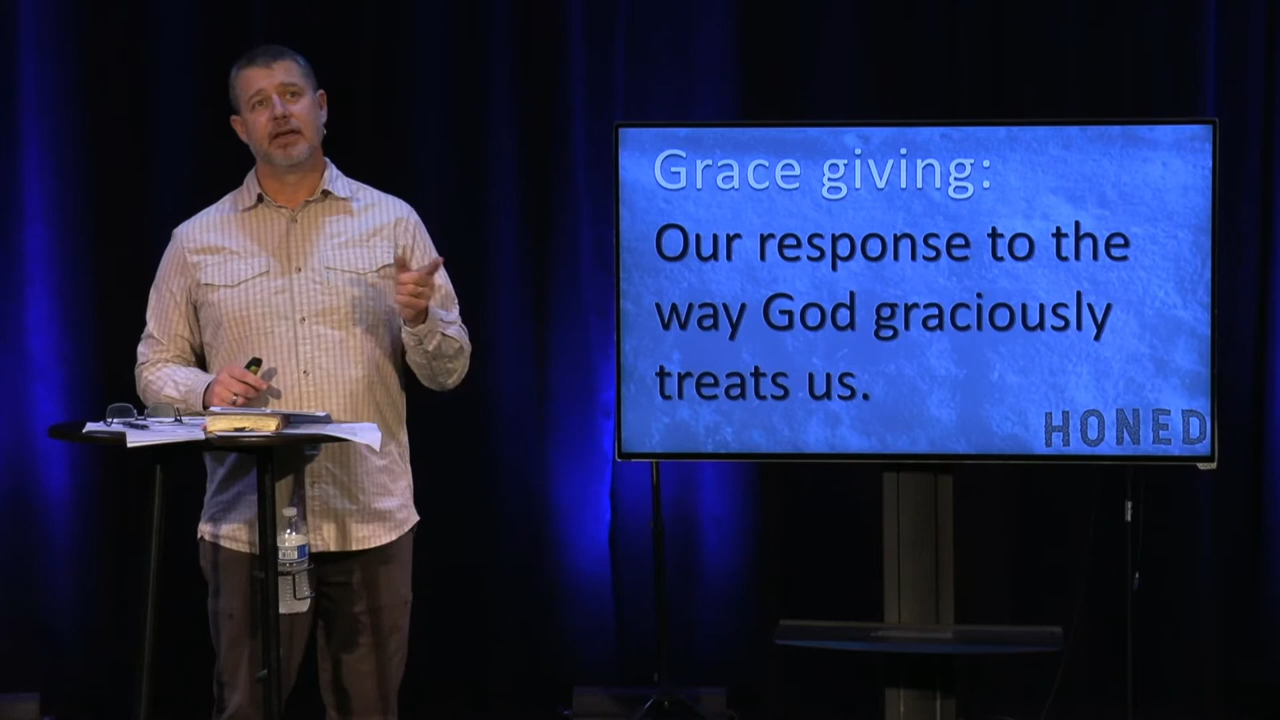 Grace giving:
Our response to the
way God graciously
treats us.
HONED